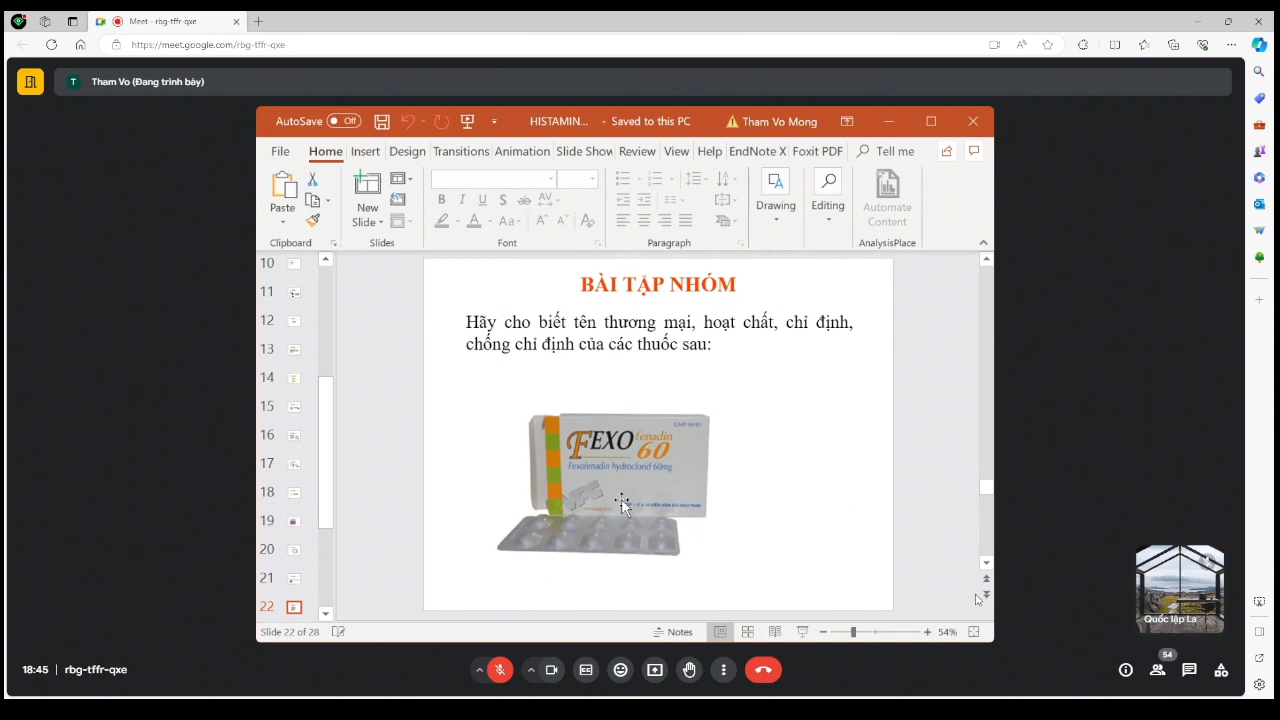 Meet - rbg-tffr-qxe
https://meet.google.com/rbg-tffr-qxe
T Tham Vo (Đang trình bày)
AutoSave Off HISTAMIN... - Saved to this PC Tham Vo Mong
File Home Insert Design Transitions Animation Slide Show Review View Help EndNote X Foxit PDF Tell me
Paste New Slide Drawing Editing Automate Content
B I U S ab AV
A Aa A A A
Clipboard Slides Font Paragraph AnalysisPlace
10
11
12
13
14
15
16
17
18
19
20
21
22
BÀI TẬP NHÓM
Hãy cho biết tên thương mại, hoạt chất, chỉ định,
chống chỉ định của các thuốc sau:
FEXO fenadin
60
Fexofenadin hydroclorid 60mg
Quốc lập La
Slide 22 of 28 Notes 54%
18:45 rbg-tffr-qxe
54